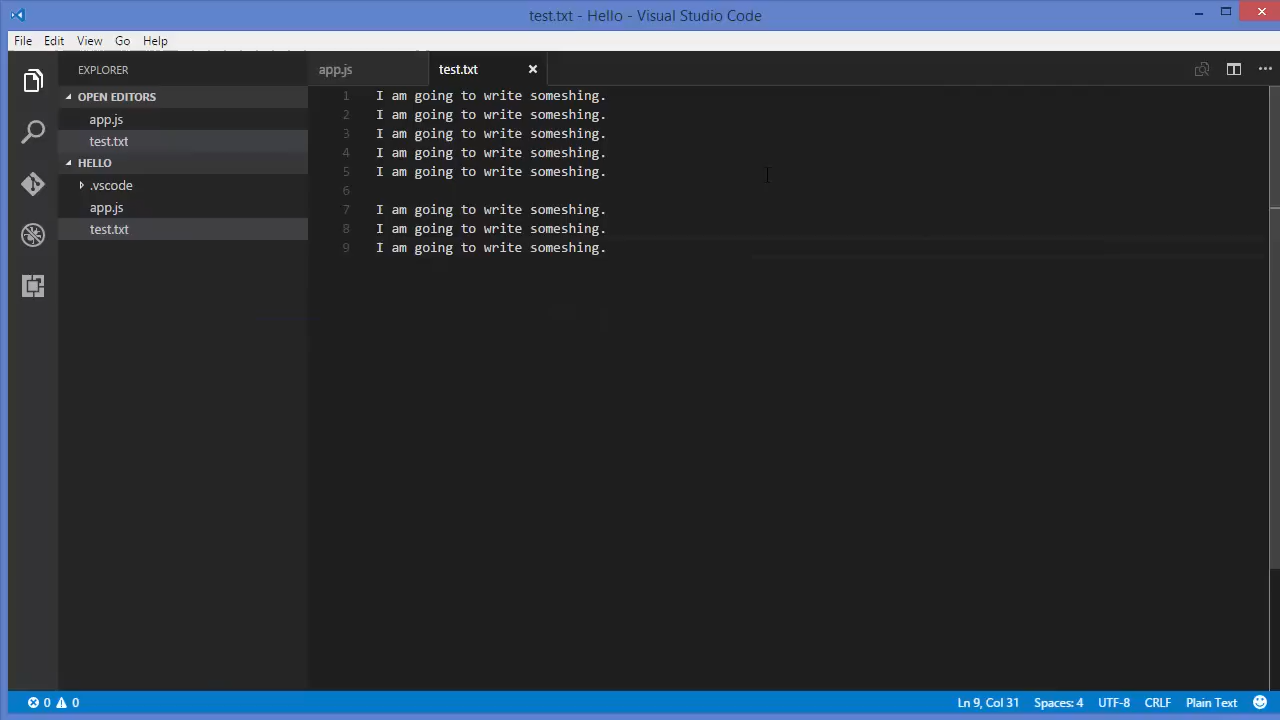 test.txt - Hello - Visual Studio Code
File Edit View Go Help
EXPLORER
OPEN EDITORS
app.js
test.txt
HELLO
.vscode
app.js
test.txt
app.js test.txt
1 I am going to write someshing.
2 I am going to write someshing.
3 I am going to write someshing.
4 I am going to write someshing.
5 I am going to write someshing.
6
7 I am going to write someshing.
8 I am going to write someshing.
9 I am going to write someshing.
0 0 Ln 9, Col 31 Spaces: 4 UTF-8 CRLF Plain Text